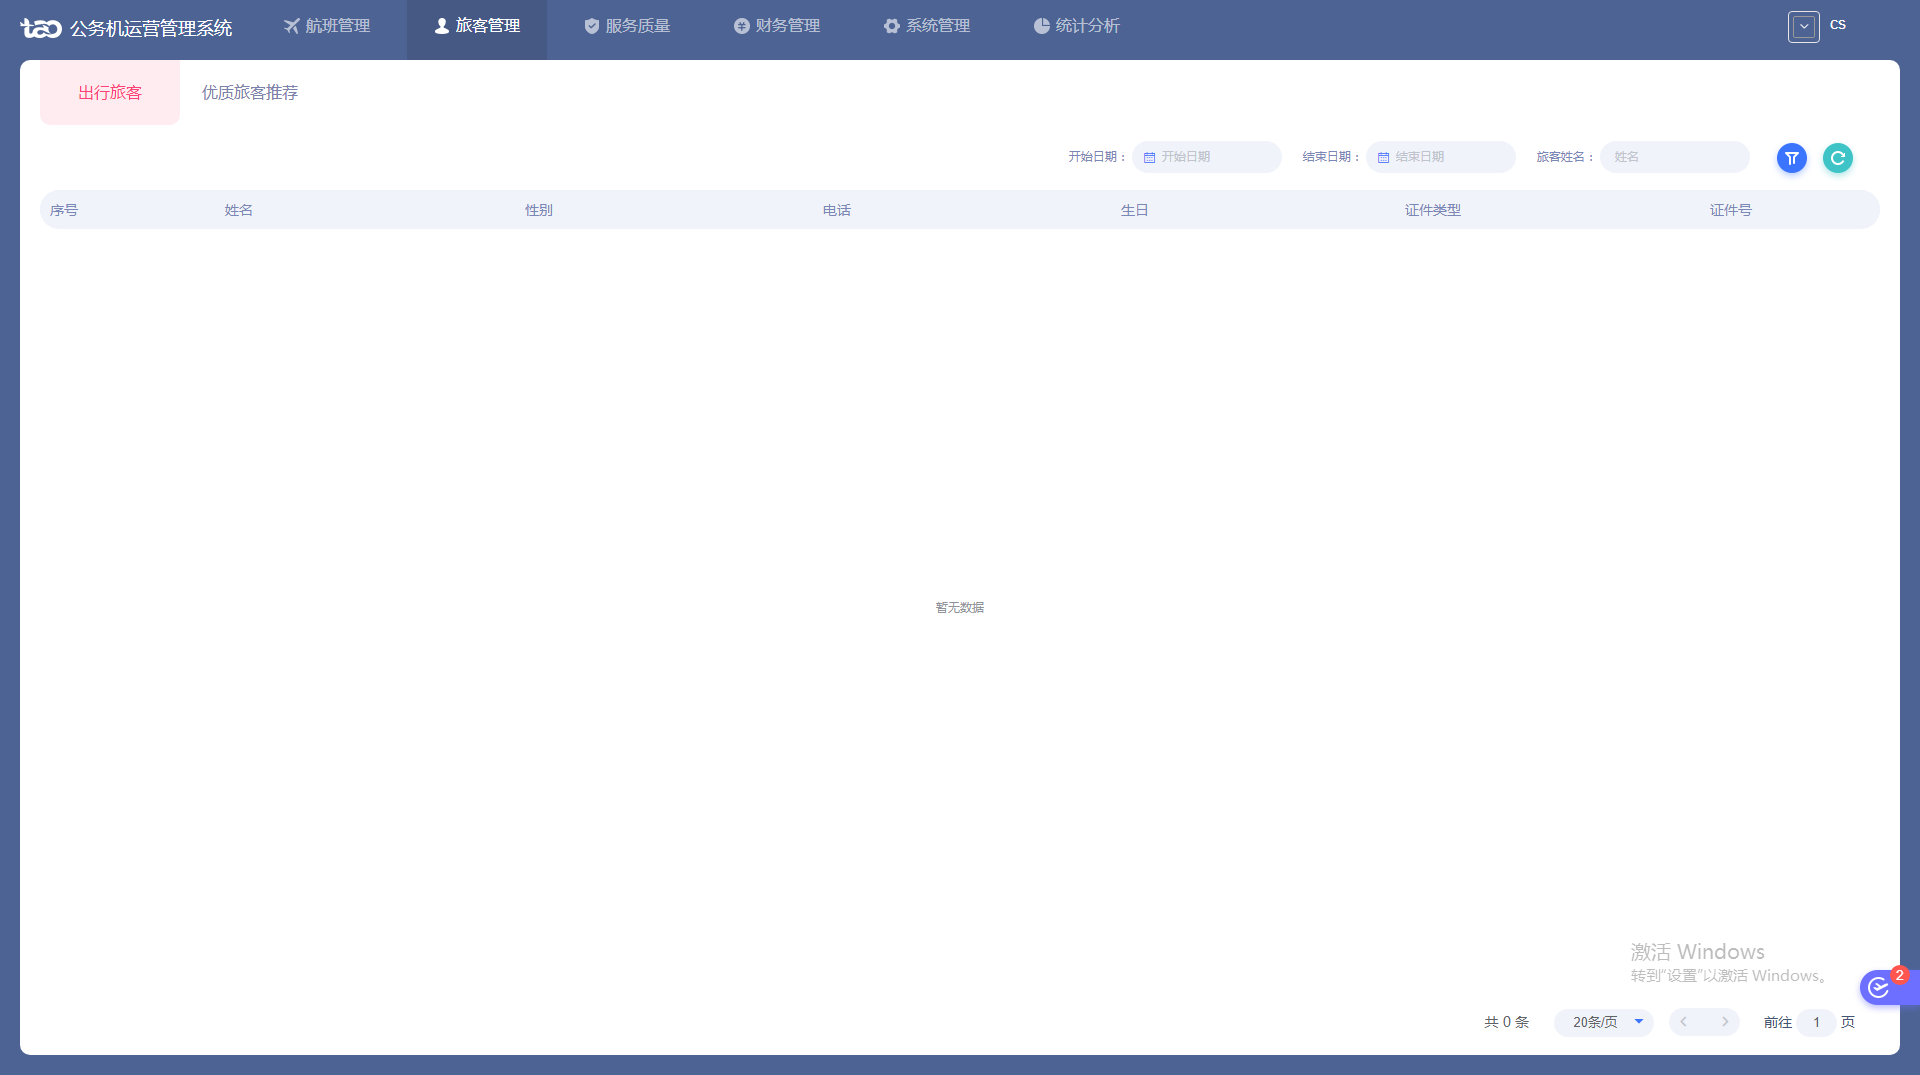 tao 公务机运营管理系统 航班管理 旅客管理 服务质量 财务管理 系统管理 统计分析 cs
出行旅客 优质旅客推荐
开始日期： 开始日期 结束日期： 结束日期 旅客姓名： 姓名
序号 姓名 性别 电话 生日 证件类型 证件号
暂无数据
激活 Windows
转到"设置"以激活 Windows。
2
共 0 条 20条/页 前往 1 页